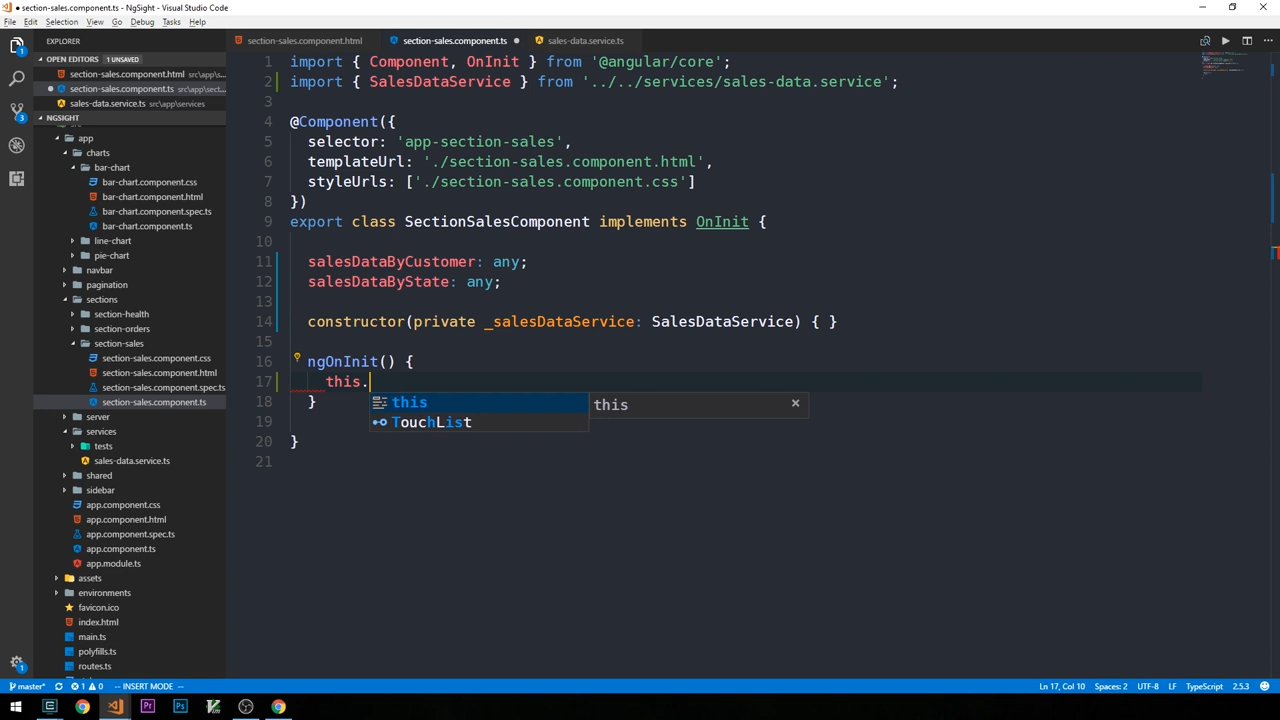 section-sales.component.ts - NgSight - Visual Studio Code
File Edit Selection View Go Debug Tasks Help
EXPLORER
section-sales.component.html
section-sales.component.ts
sales-data.service.ts
OPEN EDITORS 1 UNSAVED
section-sales.component.html src\app\s...
section-sales.component.ts src\app\sect...
sales-data.service.ts src\app\services
NGSIGHT
app
charts
bar-chart
bar-chart.component.css
bar-chart.component.html
bar-chart.component.spec.ts
bar-chart.component.ts
line-chart
pie-chart
navbar
pagination
sections
section-health
section-orders
section-sales
section-sales.component.css
section-sales.component.html
section-sales.component.spec.ts
section-sales.component.ts
server
services
tests
sales-data.service.ts
shared
sidebar
app.component.css
app.component.html
app.component.spec.ts
app.component.ts
app.module.ts
assets
environments
favicon.ico
index.html
main.ts
polyfills.ts
routes.ts
1 import { Component, OnInit } from '@angular/core';
2 import { SalesDataService } from '../../services/sales-data.service';
3
4 @Component({
5 selector: 'app-section-sales',
6 templateUrl: './section-sales.component.html',
7 styleUrls: ['./section-sales.component.css']
8 })
9 export class SectionSalesComponent implements OnInit {
10
11 salesDataByCustomer: any;
12 salesDataByState: any;
13
14 constructor(private _salesDataService: SalesDataService) { }
15
16 ngOnInit() {
17 this.
this
this
18 }
TouchList
19
20 }
21
master* 1 0 -- INSERT MODE --
Ln 17, Col 10 Spaces: 2 UTF-8 LF TypeScript 2.5.3